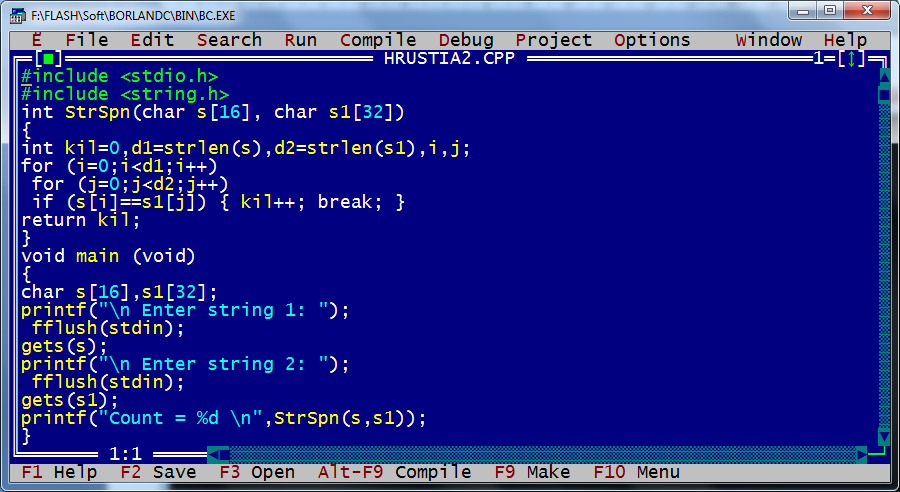 F:\FLASH\Soft\BORLANDC\BIN\BC.EXE
Ё File Edit Search Run Compile Debug Project Options Window Help
[■] HRUSTIA2.CPP 1=[↕]
#include <stdio.h>
#include <string.h>
int StrSpn(char s[16], char s1[32])
{
int kil=0,d1=strlen(s),d2=strlen(s1),i,j;
for (i=0;i<d1;i++)
 for (j=0;j<d2;j++)
 if (s[i]==s1[j]) { kil++; break; }
return kil;
}
void main (void)
{
char s[16],s1[32];
printf("\n Enter string 1: ");
 fflush(stdin);
gets(s);
printf("\n Enter string 2: ");
 fflush(stdin);
gets(s1);
printf("Count = %d \n",StrSpn(s,s1));
}
1:1
F1 Help F2 Save F3 Open Alt-F9 Compile F9 Make F10 Menu